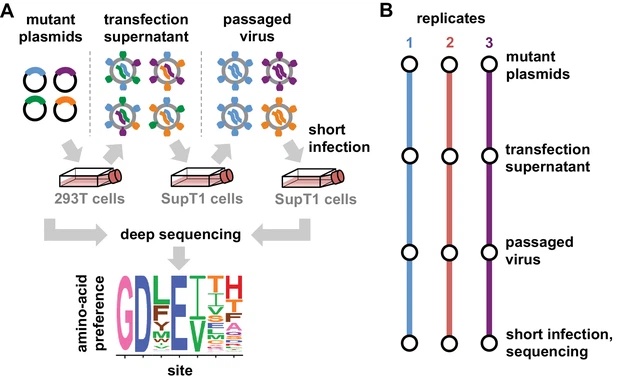 A
mutant
plasmids
transfection
supernatant
passaged
virus
short
infection
293T cells
SupT1 cells
SupT1 cells
deep sequencing
amino-acid
preference
G D E
L F Y M
I V
T I V S E L M
H T F A
site
B
replicates
1 2 3
mutant
plasmids
transfection
supernatant
passaged
virus
short infection,
sequencing